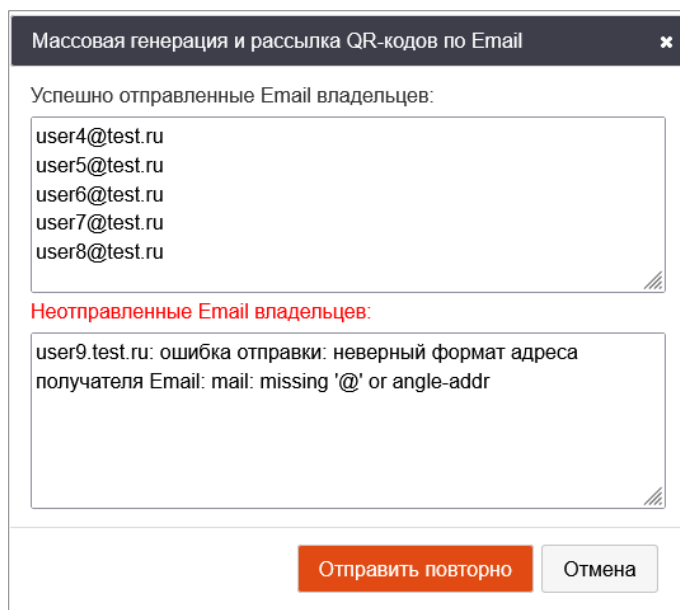 Массовая генерация и рассылка QR-кодов по Email
Успешно отправленные Email владельцев:
user4@test.ru
user5@test.ru
user6@test.ru
user7@test.ru
user8@test.ru
Неотправленные Email владельцев:
user9.test.ru: ошибка отправки: неверный формат адреса
получателя Email: mail: missing '@' or angle-addr
Отправить повторно Отмена